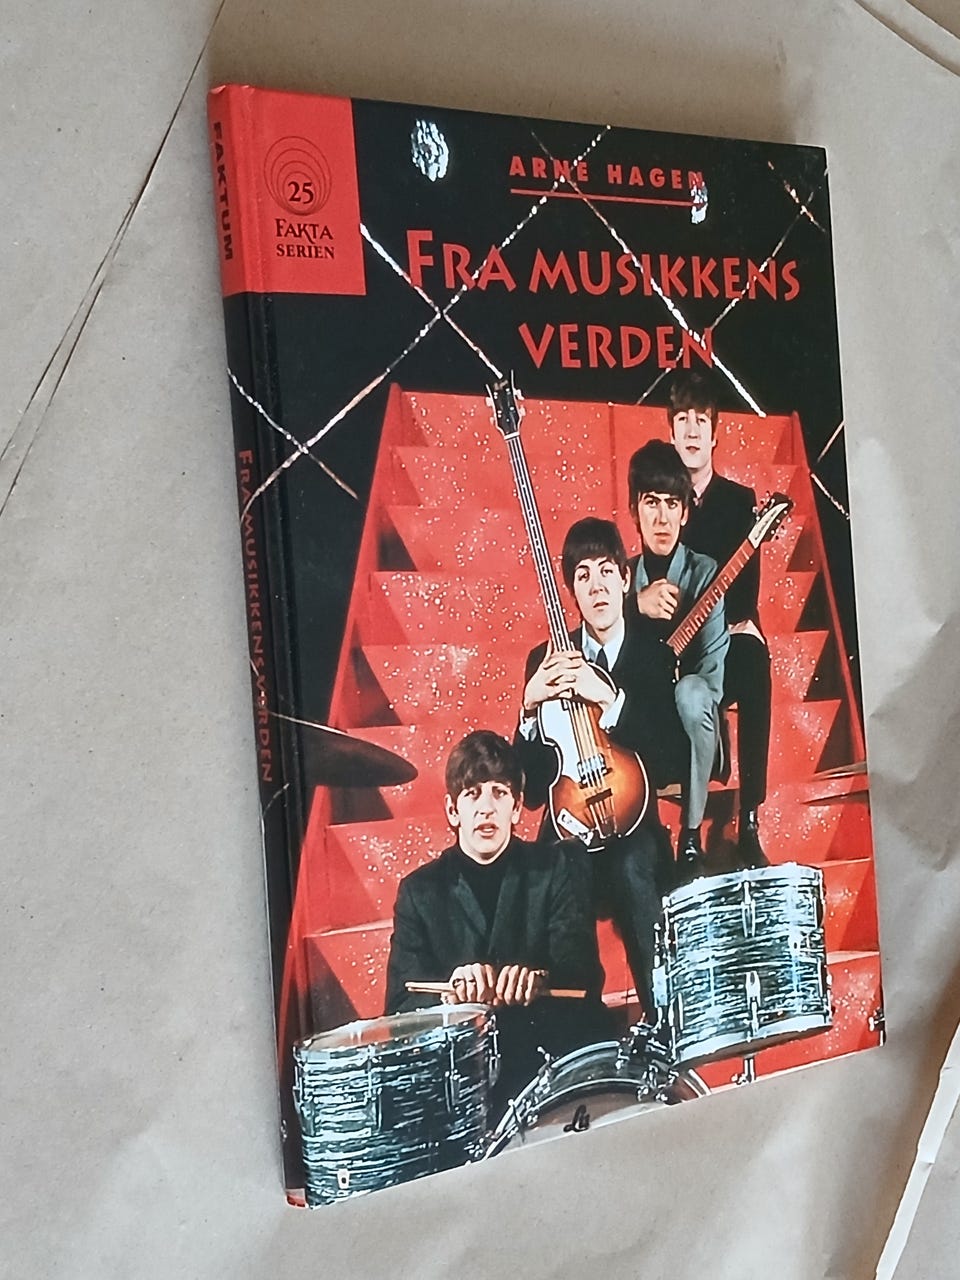 25
FAKTA
SERIEN
ARNE HAGEN
FRA MUSIKKENS
VERDEN
FAKTUM
FRA MUSIKKENS VERDEN